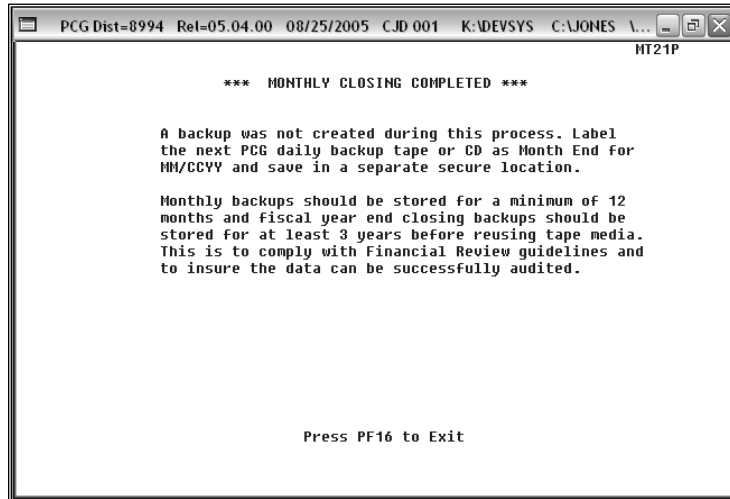 PCG Dist=8994 Rel=05.04.00 08/25/2005 CJD 001 K:\DEVSYS C:\JONES \...
MT21P
*** MONTHLY CLOSING COMPLETED ***
A backup was not created during this process. Label
the next PCG daily backup tape or CD as Month End for
MM/CCYY and save in a separate secure location.
Monthly backups should be stored for a minimum of 12
months and fiscal year end closing backups should be
stored for at least 3 years before reusing tape media.
This is to comply with Financial Review guidelines and
to insure the data can be successfully audited.
Press PF16 to Exit